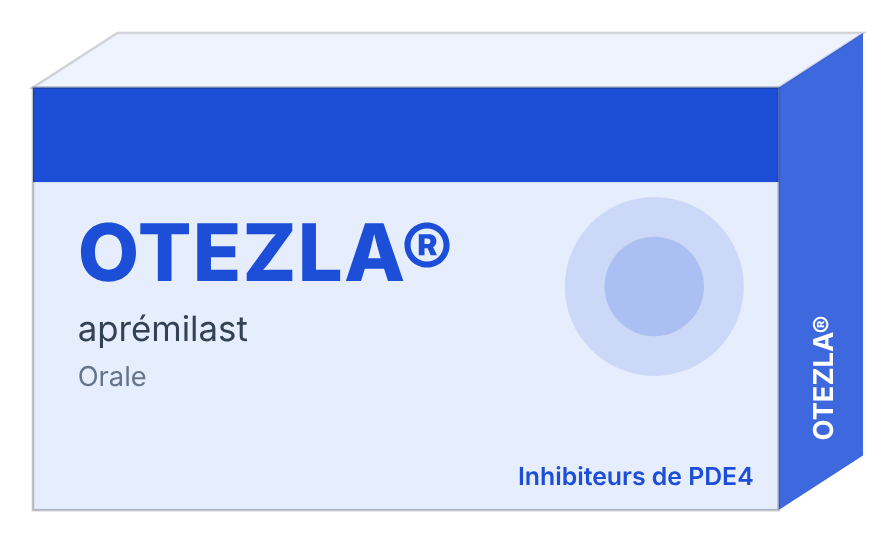 OTEZLA®
aprémilast
Orale
Inhibiteurs de PDE4
OTEZLA®